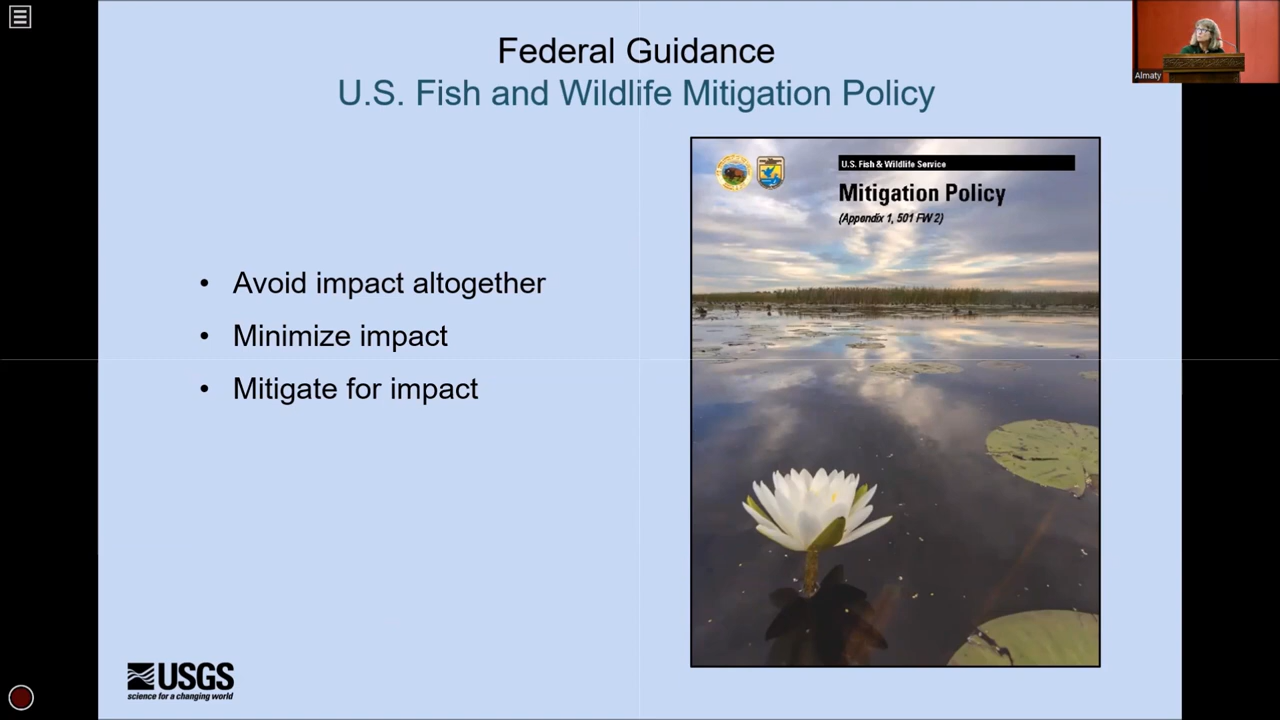 Federal Guidance
U.S. Fish and Wildlife Mitigation Policy
Almaty
U.S. Fish & Wildlife Service
Mitigation Policy
(Appendix 1, 501 FW 2)
• Avoid impact altogether
• Minimize impact
• Mitigate for impact
USGS
science for a changing world